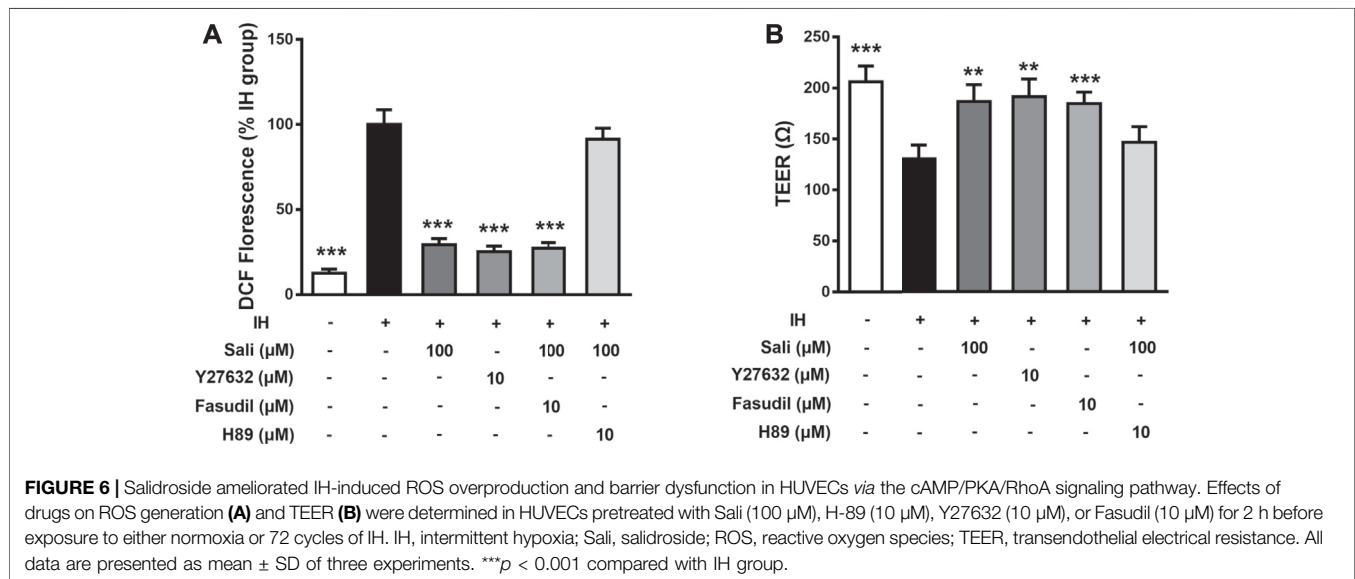 A
DCF Florescence (% IH group)
150
100
50
0
***
***
***
***
IH - + + + + +
Sali (µM) - - 100 - 100 100
Y27632 (µM) - - - 10 - -
Fasudil (µM) - - - - 10 -
H89 (µM) - - - - - 10
B
TEER (Ω)
250
200
150
100
50
0
***
**
**
***
IH - + + + + +
Sali (µM) - - 100 - - 100
Y27632 (µM) - - - 10 - -
Fasudil (µM) - - - - 10 -
H89 (µM) - - - - - 10
FIGURE 6 | Salidroside ameliorated IH-induced ROS overproduction and barrier dysfunction in HUVECs via the cAMP/PKA/RhoA signaling pathway. Effects of
drugs on ROS generation (A) and TEER (B) were determined in HUVECs pretreated with Sali (100 µM), H-89 (10 µM), Y27632 (10 µM), or Fasudil (10 µM) for 2 h before
exposure to either normoxia or 72 cycles of IH. IH, intermittent hypoxia; Sali, salidroside; ROS, reactive oxygen species; TEER, transendothelial electrical resistance. All
data are presented as mean ± SD of three experiments. ***p < 0.001 compared with IH group.